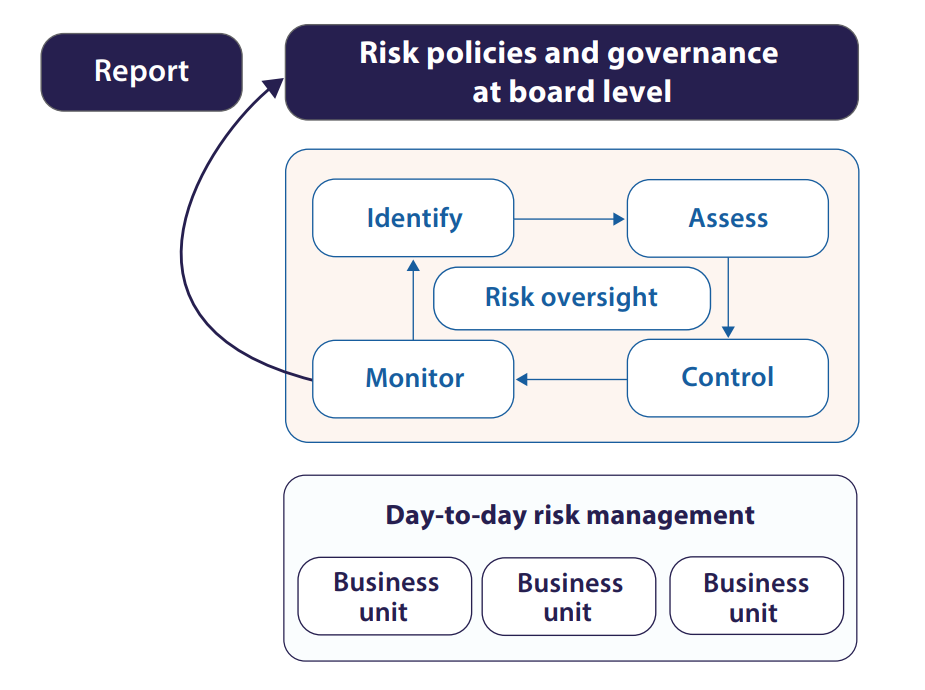 Report
Risk policies and governance
at board level
Identify
Assess
Risk oversight
Monitor
Control
Day-to-day risk management
Business
unit
Business
unit
Business
unit